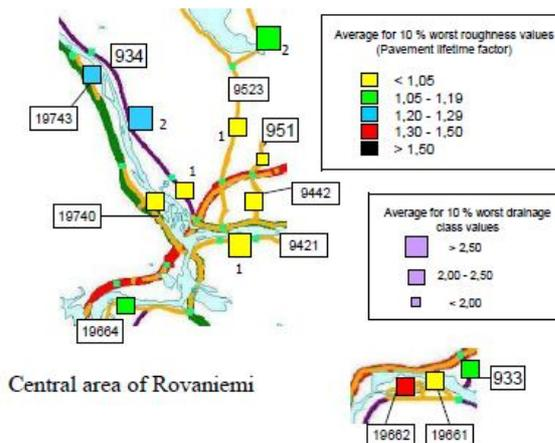 934
2
9523
19743
2
1
951
1
9442
19740
9421
1
19664
Central area of Rovaniemi
Average for 10 % worst roughness values
(Pavement lifetime factor)
< 1,05
1,05 - 1,19
1,20 - 1,29
1,30 - 1,50
> 1,50
Average for 10 % worst drainage
class values
> 2,50
2,00 - 2,50
< 2,00
933
19662
19661